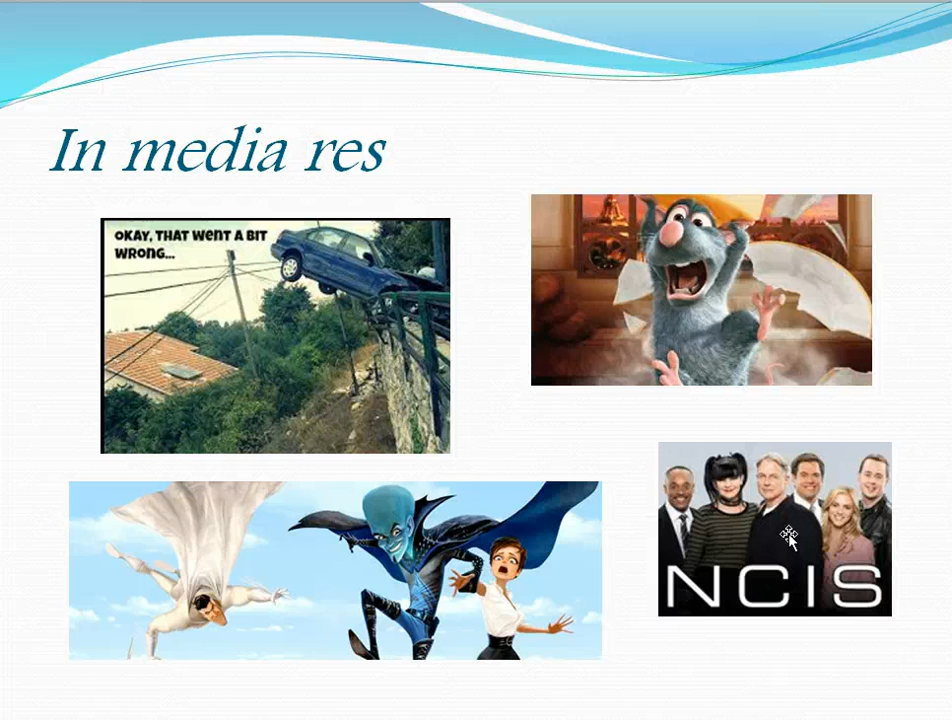 In media res
OKAY, THAT WENT A BIT
WRONG...
NCIS